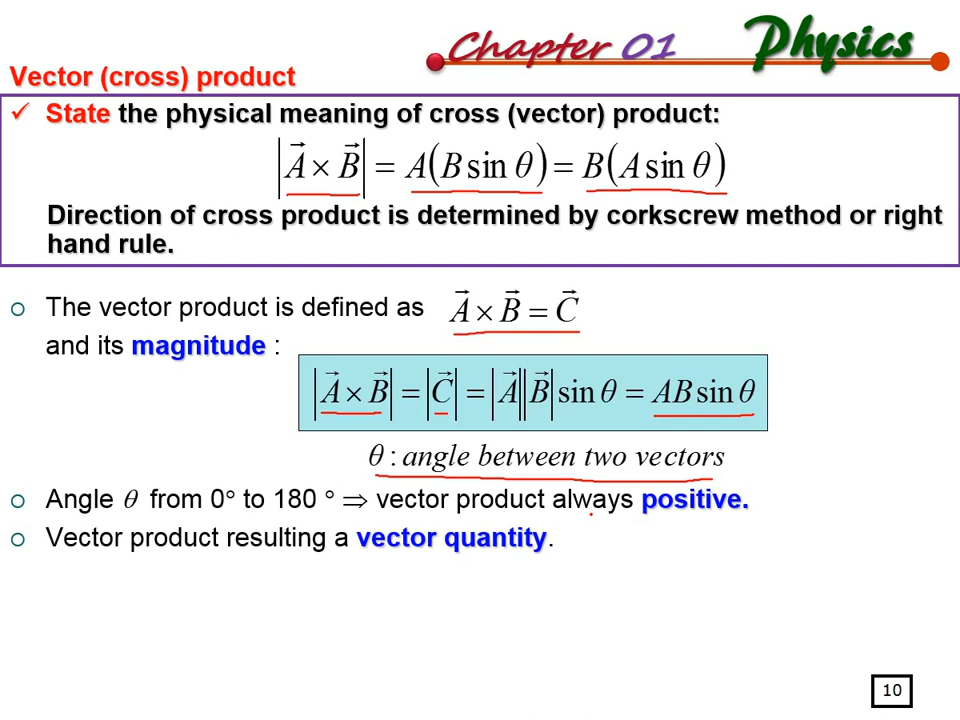 Chapter 01 Physics
Vector (cross) product
✓ State the physical meaning of cross (vector) product:
|A⃗ × B⃗| = A(B sin θ) = B(A sin θ)
Direction of cross product is determined by corkscrew method or right
hand rule.
○ The vector product is defined as A⃗ × B⃗ = C⃗
and its magnitude :
|A⃗ × B⃗| = |C⃗| = |A⃗||B⃗| sin θ = AB sin θ
θ : angle between two vectors
○ Angle θ from 0° to 180 ° ⇒ vector product always positive.
○ Vector product resulting a vector quantity.
10